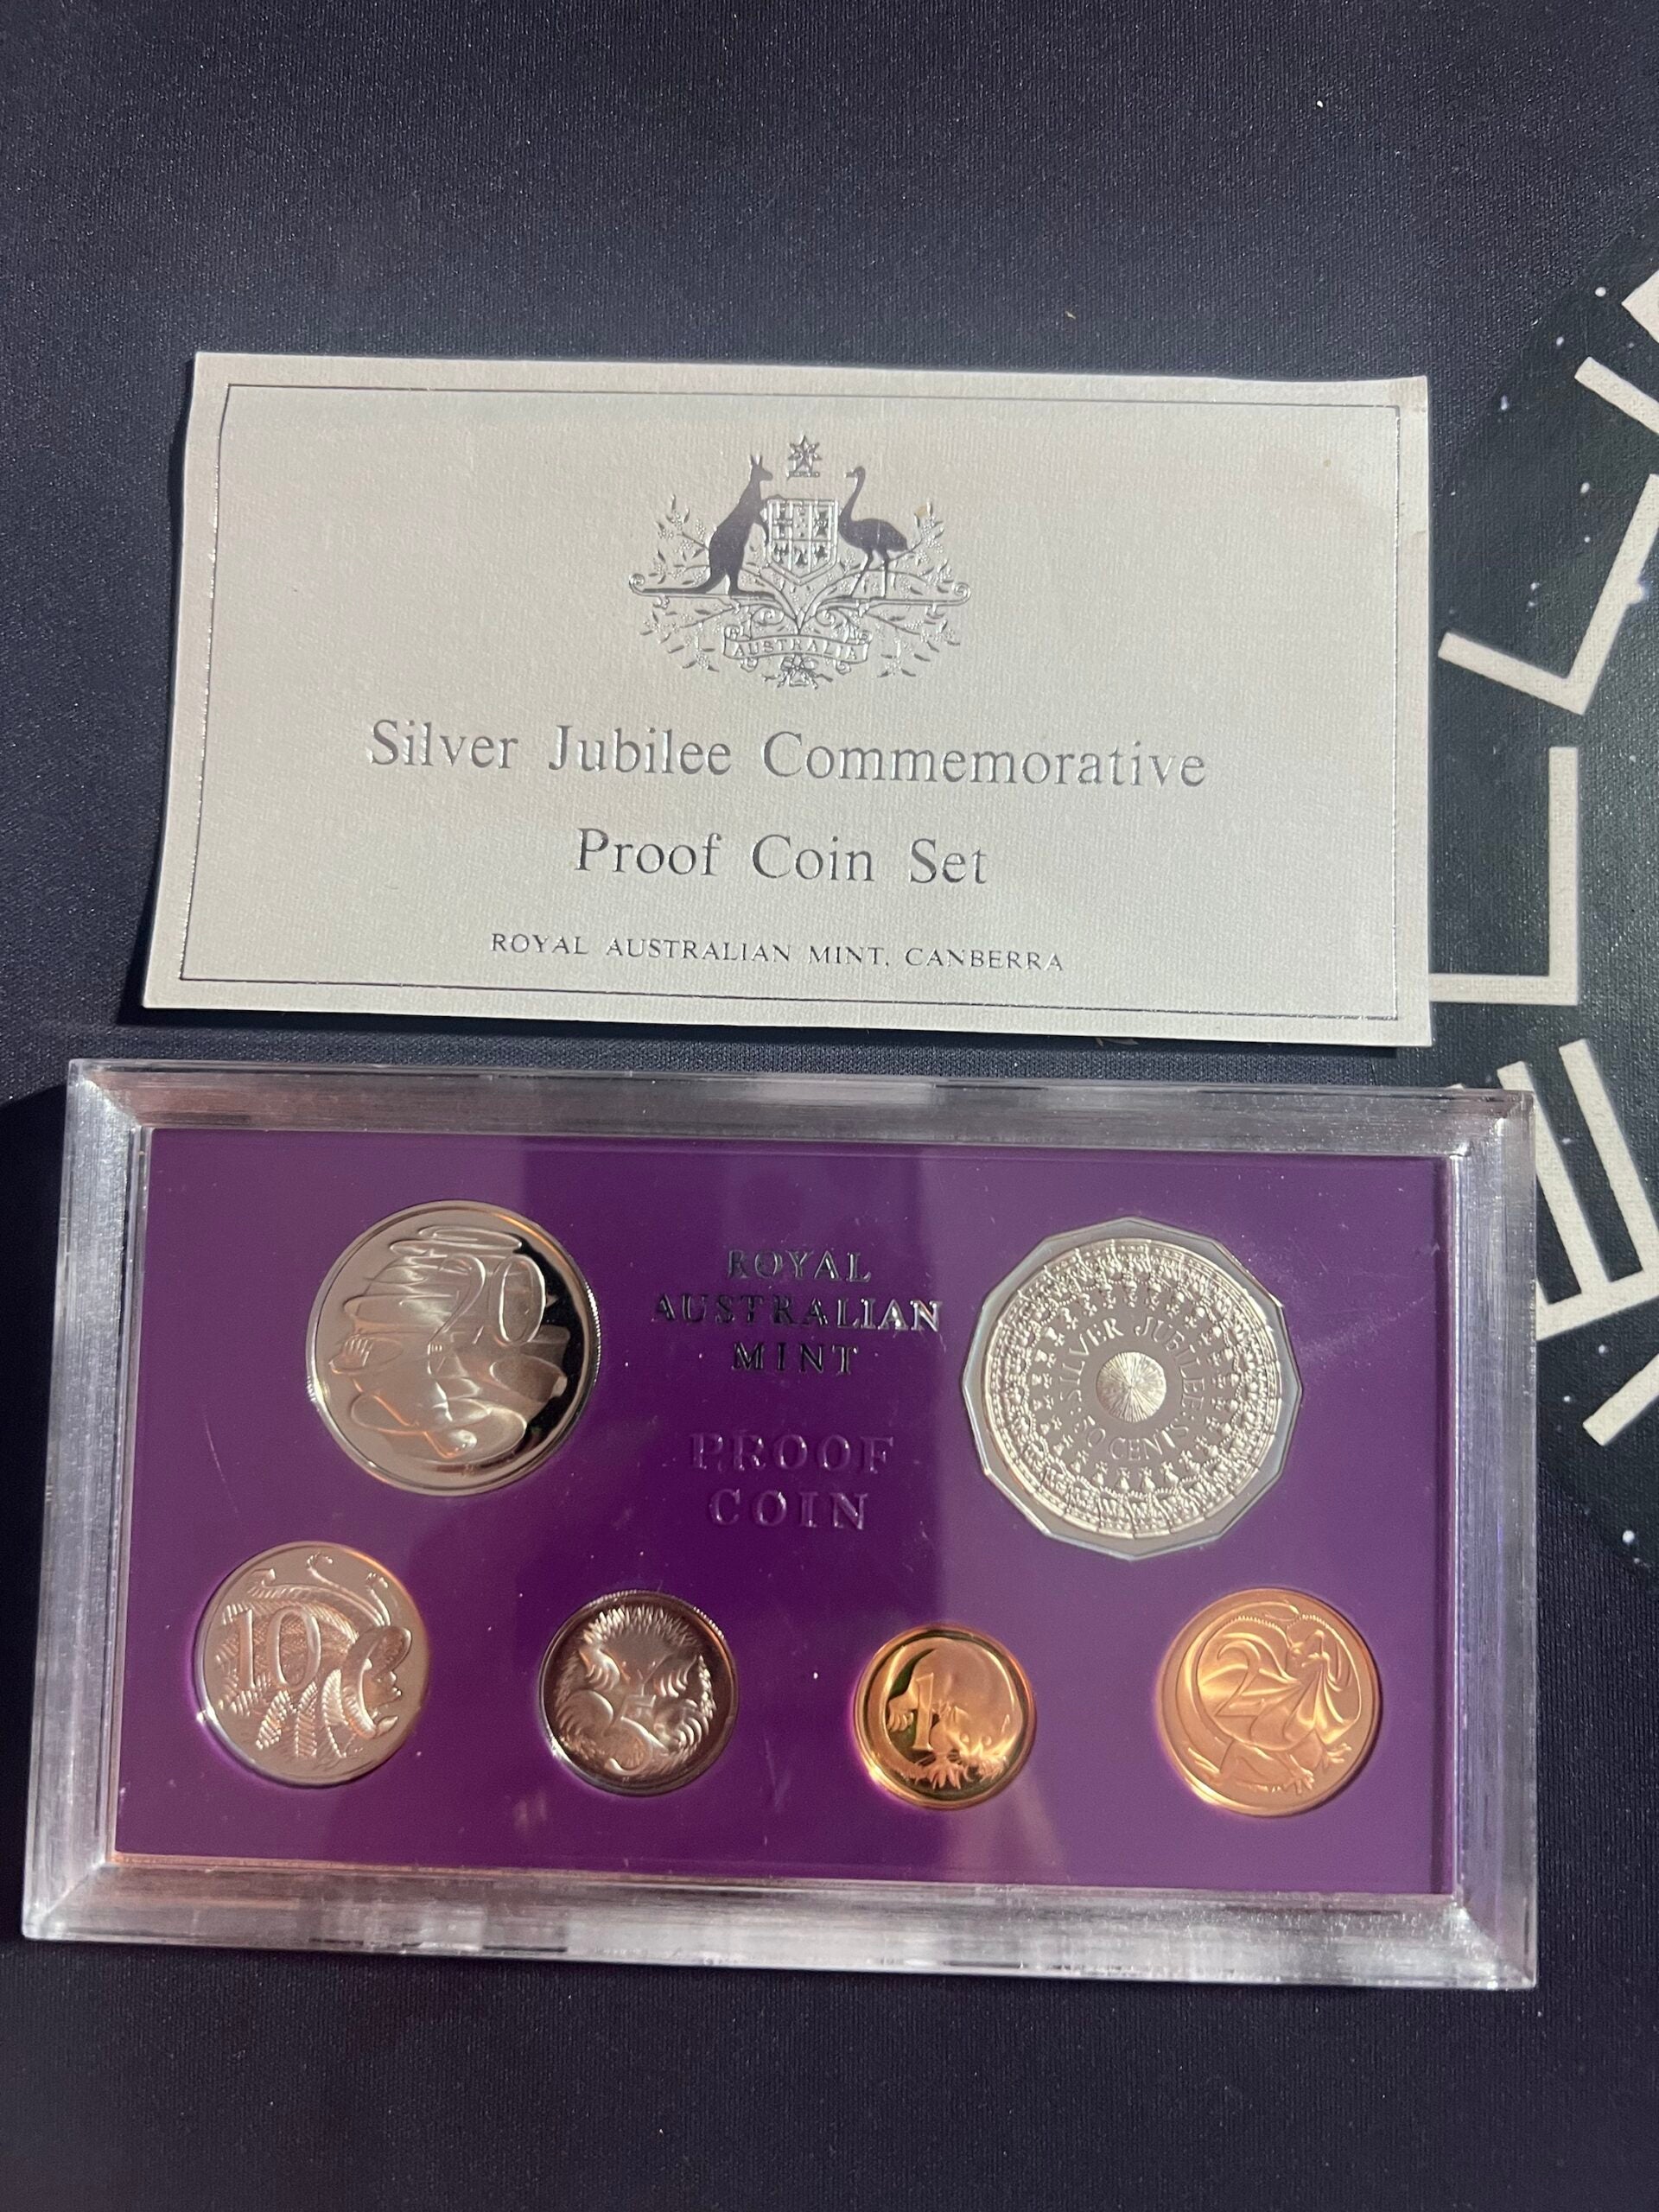 AUSTRALIA
Silver Jubilee Commemorative
Proof Coin Set
ROYAL AUSTRALIAN MINT, CANBERRA
20
ROYAL
AUSTRALIAN
MINT
PROOF
COIN
SILVER JUBILEE
50 CENTS
10
5
1
2